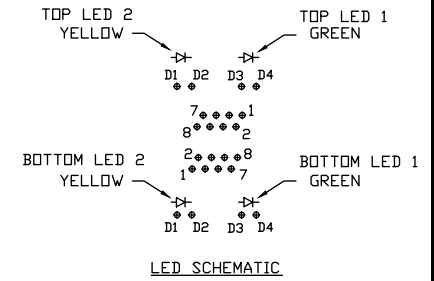 TOP LED 2
YELLOW
TOP LED 1
GREEN
D1 D2 D3 D4
7 1
8 2
2 8
1 7
BOTTOM LED 2
YELLOW
BOTTOM LED 1
GREEN
D1 D2 D3 D4
LED SCHEMATIC